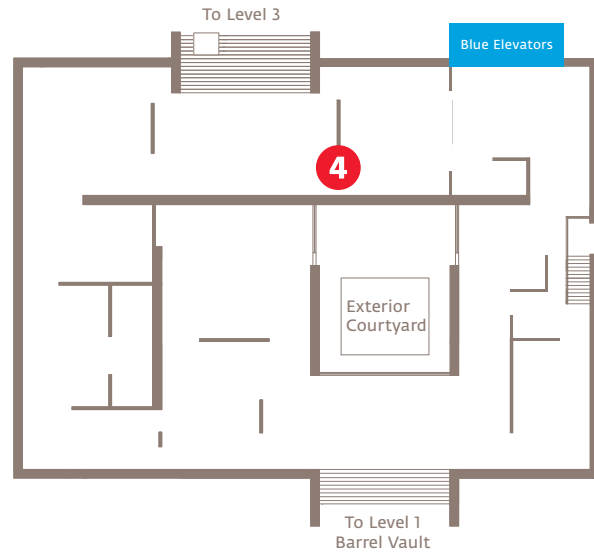 To Level 3
Blue Elevators
4
Exterior
Courtyard
To Level 1
Barrel Vault